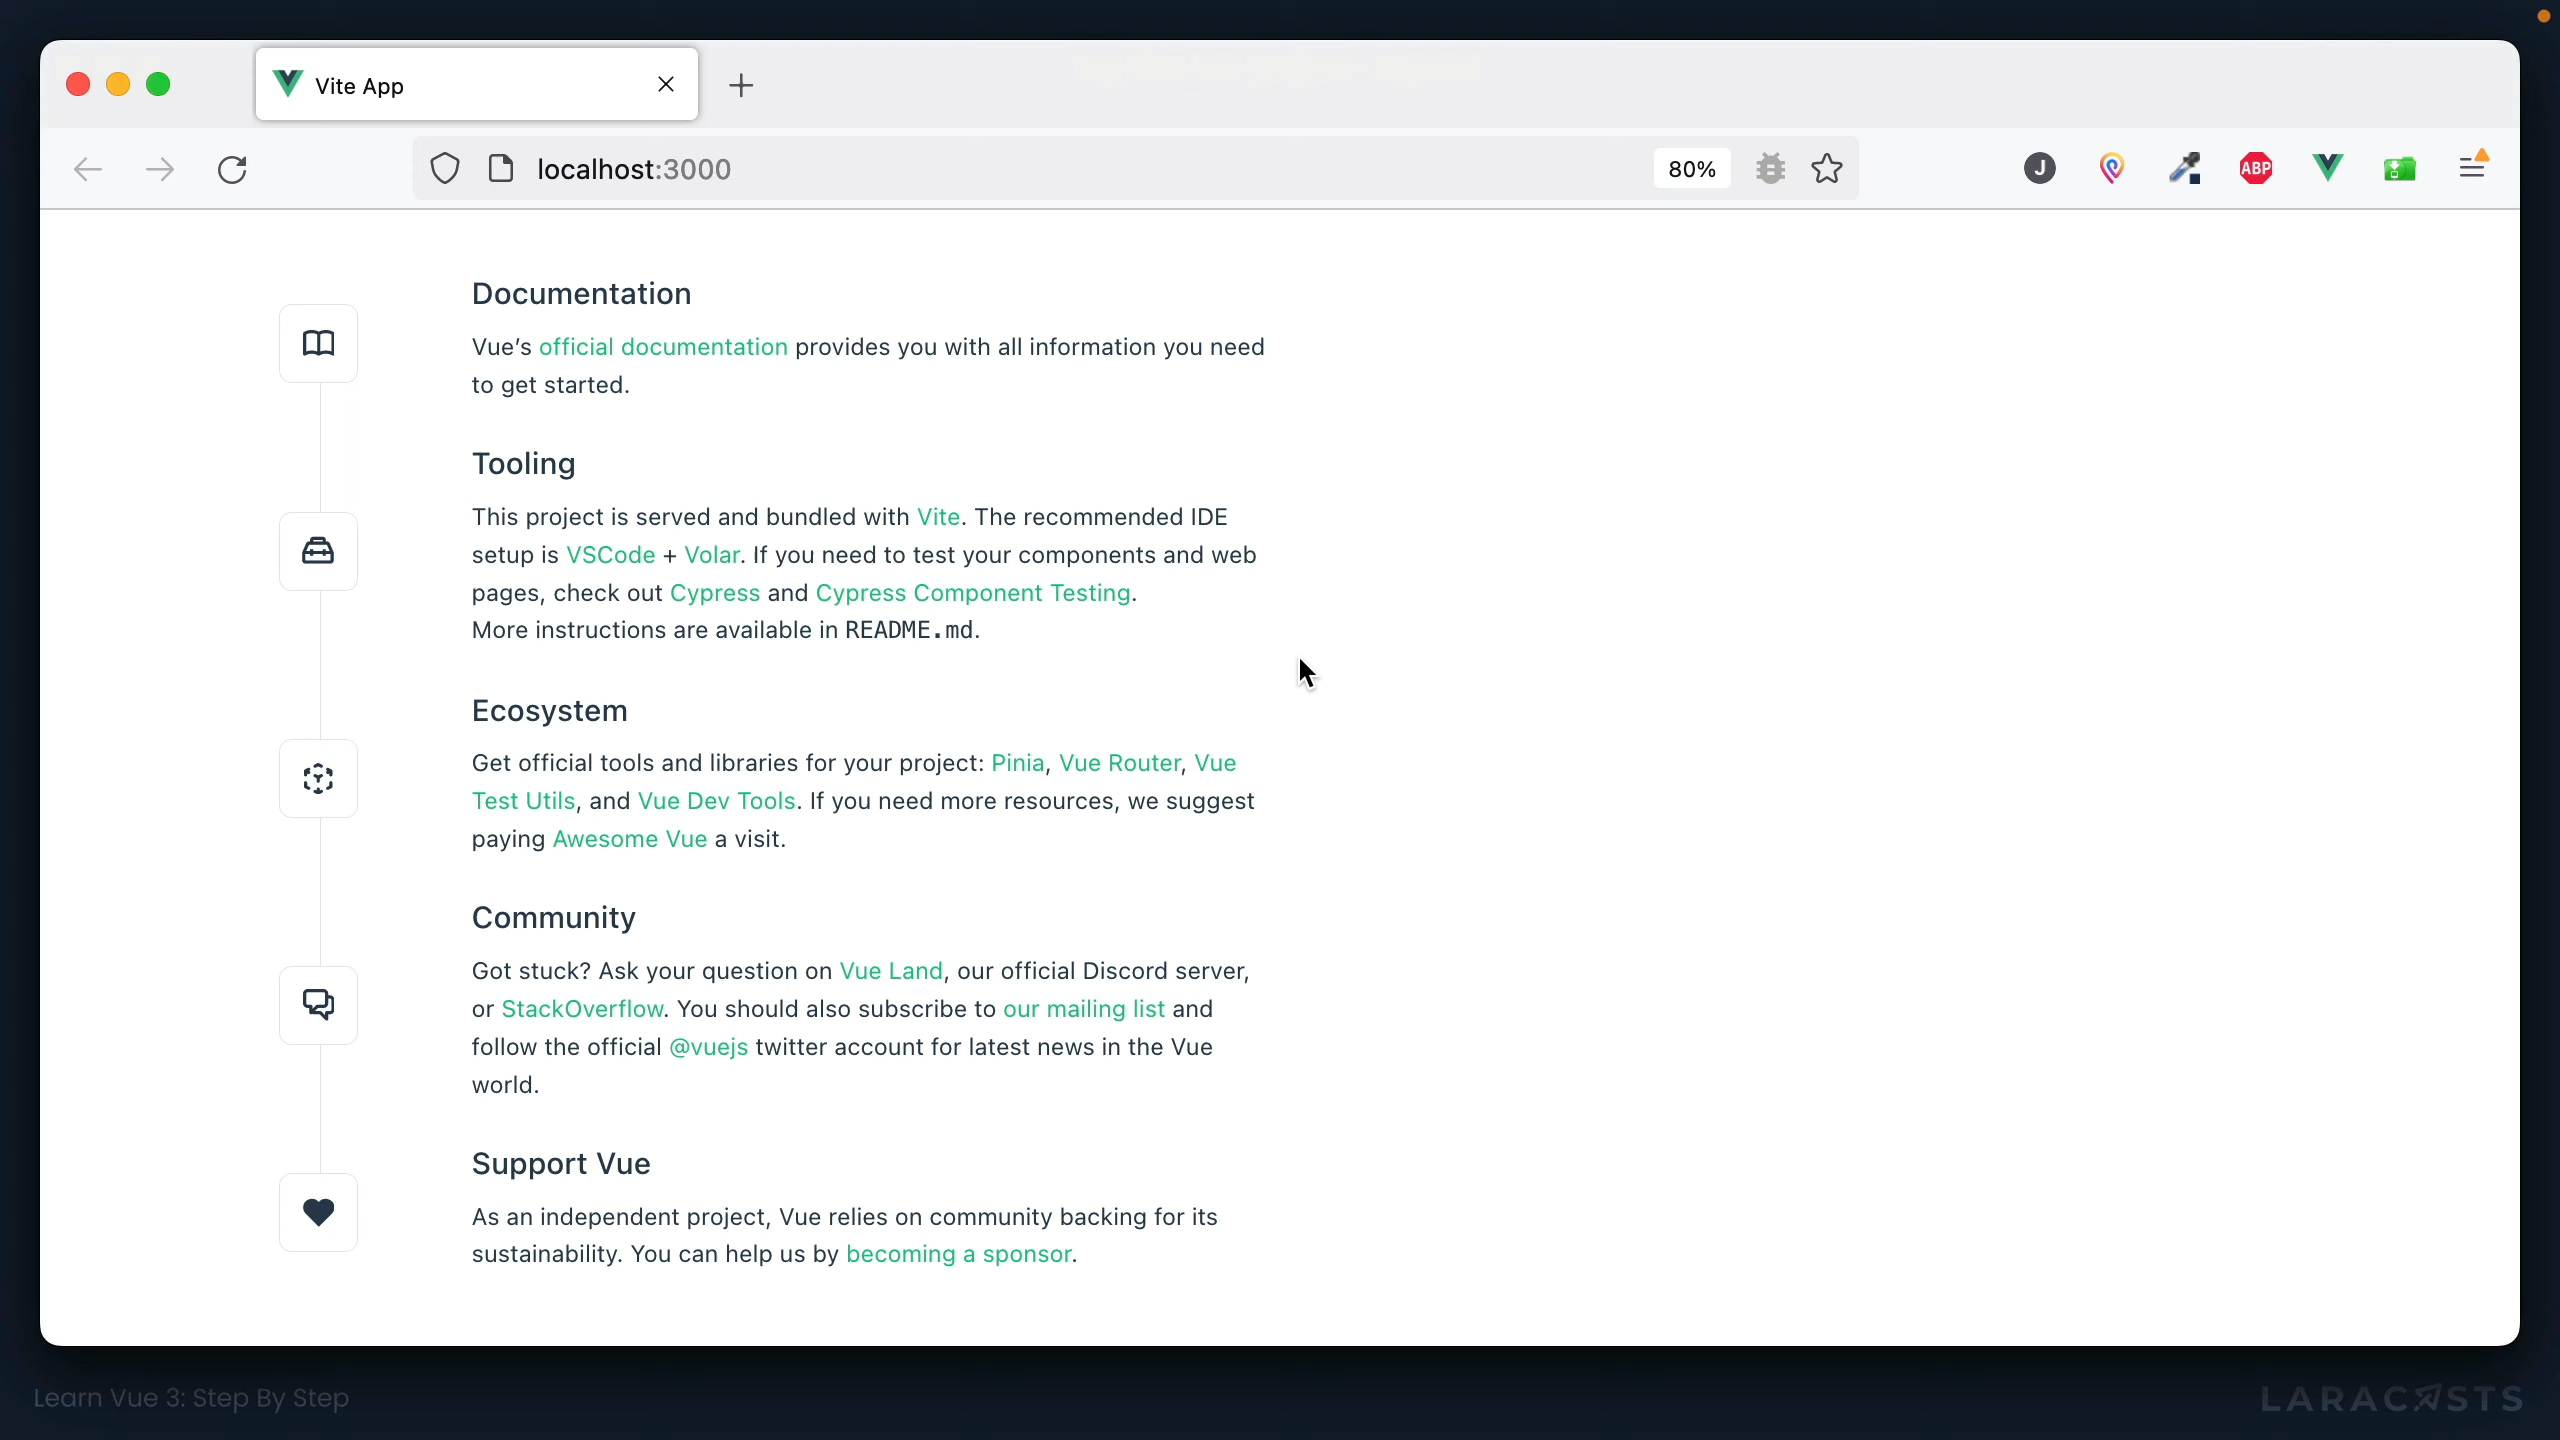 Vite App
localhost:3000
80%
J
ABP
Documentation
Vue’s official documentation provides you with all information you need
to get started.
Tooling
This project is served and bundled with Vite. The recommended IDE
setup is VSCode + Volar. If you need to test your components and web
pages, check out Cypress and Cypress Component Testing.
More instructions are available in README.md.
Ecosystem
Get official tools and libraries for your project: Pinia, Vue Router, Vue
Test Utils, and Vue Dev Tools. If you need more resources, we suggest
paying Awesome Vue a visit.
Community
Got stuck? Ask your question on Vue Land, our official Discord server,
or StackOverflow. You should also subscribe to our mailing list and
follow the official @vuejs twitter account for latest news in the Vue
world.
Support Vue
As an independent project, Vue relies on community backing for its
sustainability. You can help us by becoming a sponsor.
Learn Vue 3: Step By Step
LARACASTS